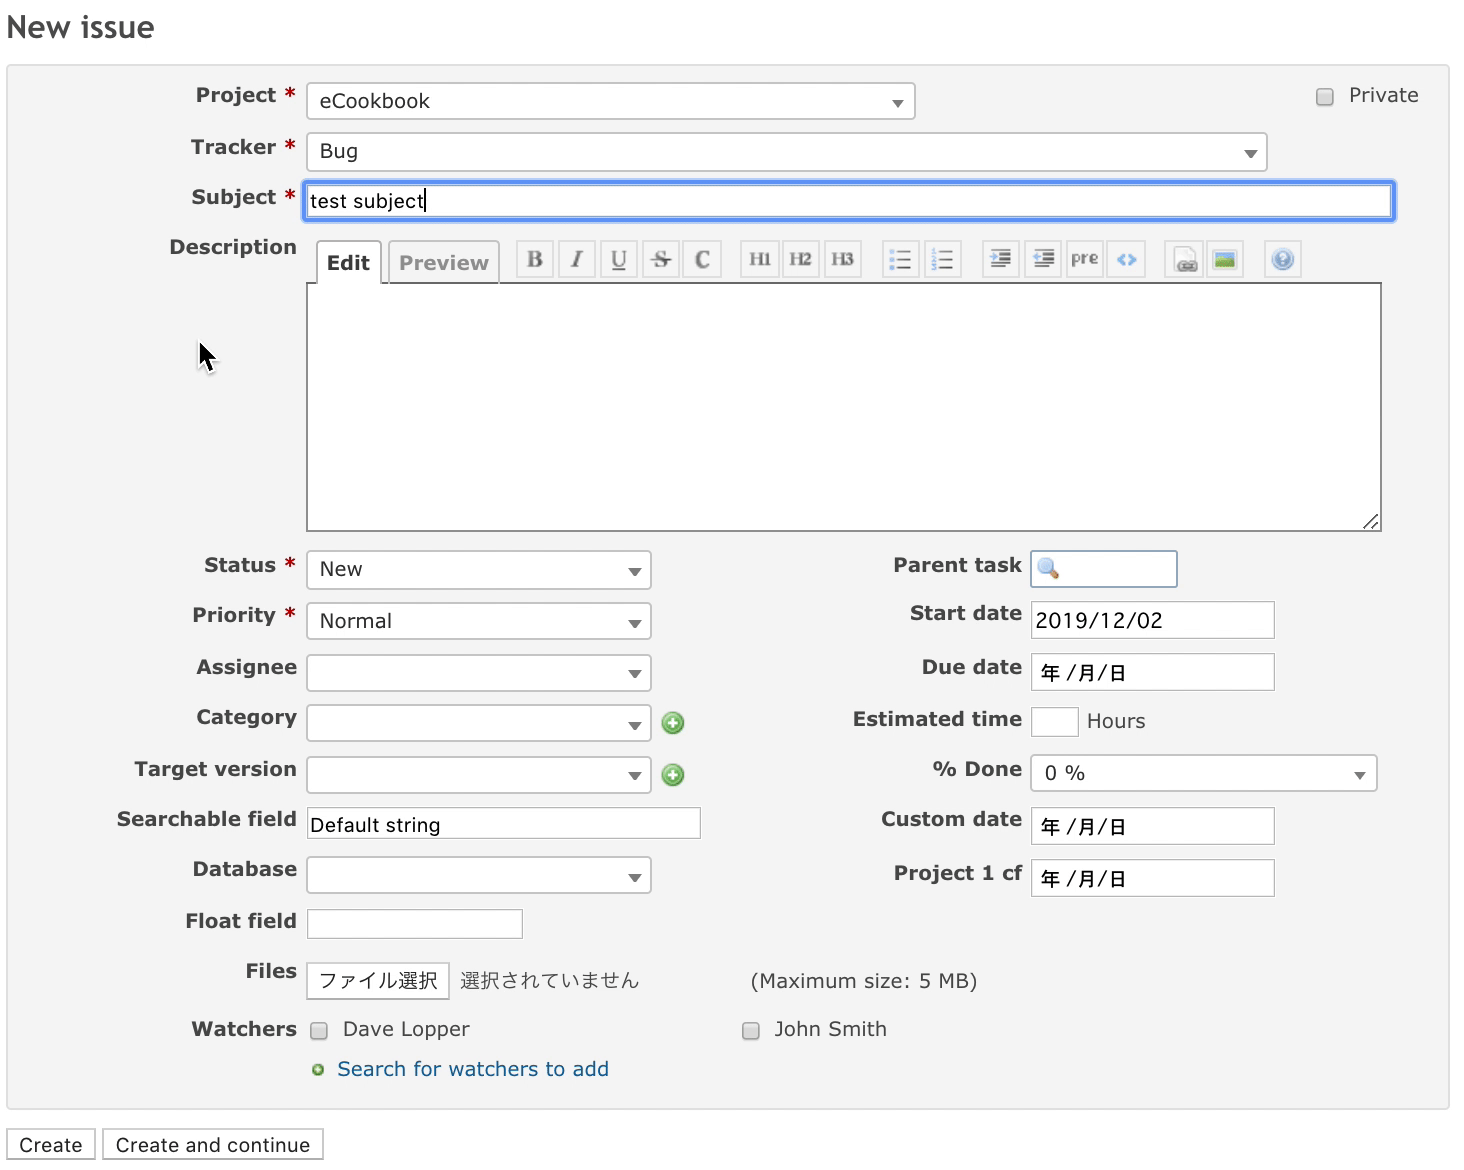 New issue
Project * eCookbook Private
Tracker * Bug
Subject * test subject
Description Edit Preview B I U S C H1 H2 H3 pre <> ?
Status * New Parent task
Priority * Normal Start date 2019/12/02
Assignee Due date 年 /月/日
Category Estimated time Hours
Target version % Done 0 %
Searchable field Default string Custom date 年 /月/日
Database Project 1 cf 年 /月/日
Float field
Files ファイル選択 選択されていません (Maximum size: 5 MB)
Watchers Dave Lopper John Smith
Search for watchers to add
Create Create and continue